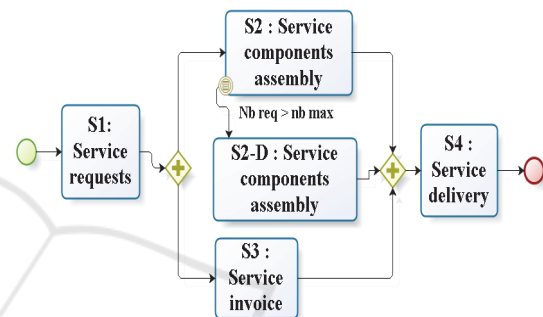 S2 : Service
components
assembly
Nb req > nb max
S1:
Service
requests
S2-D : Service
components
assembly
S4 :
Service
delivery
S3 :
Service
invoice